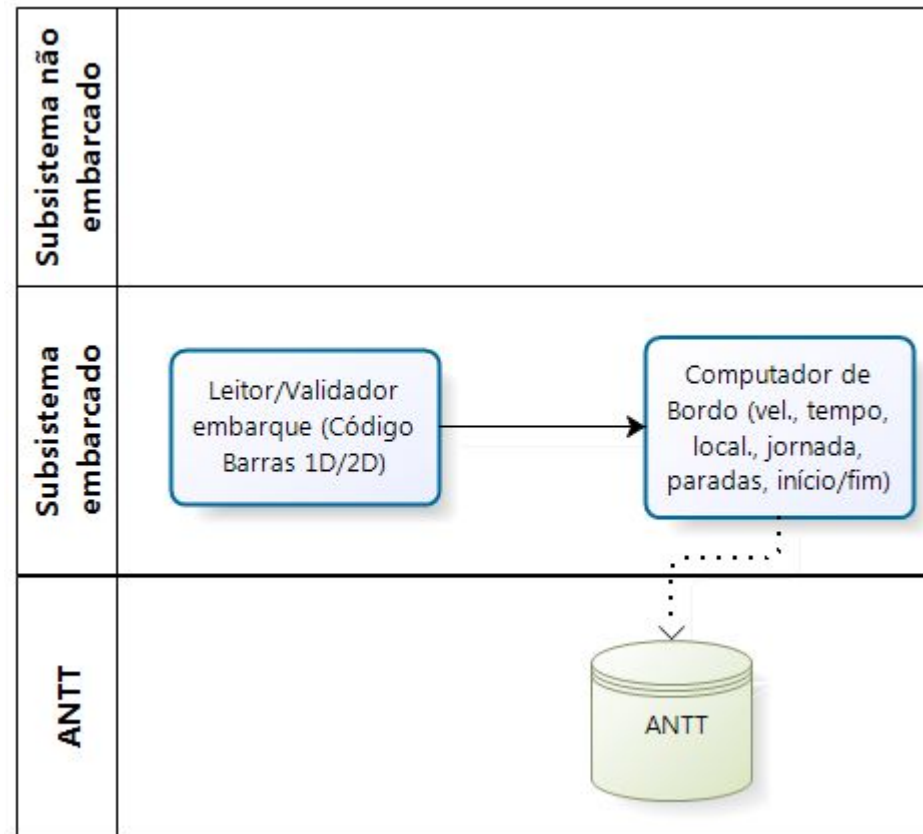 Subsistema não
embarcado
Subsistema
embarcado
Leitor/Validador
embarque (Código
Barras 1D/2D)
Computador de
Bordo (vel., tempo,
local., jornada,
paradas, início/fim)
ANTT
ANTT